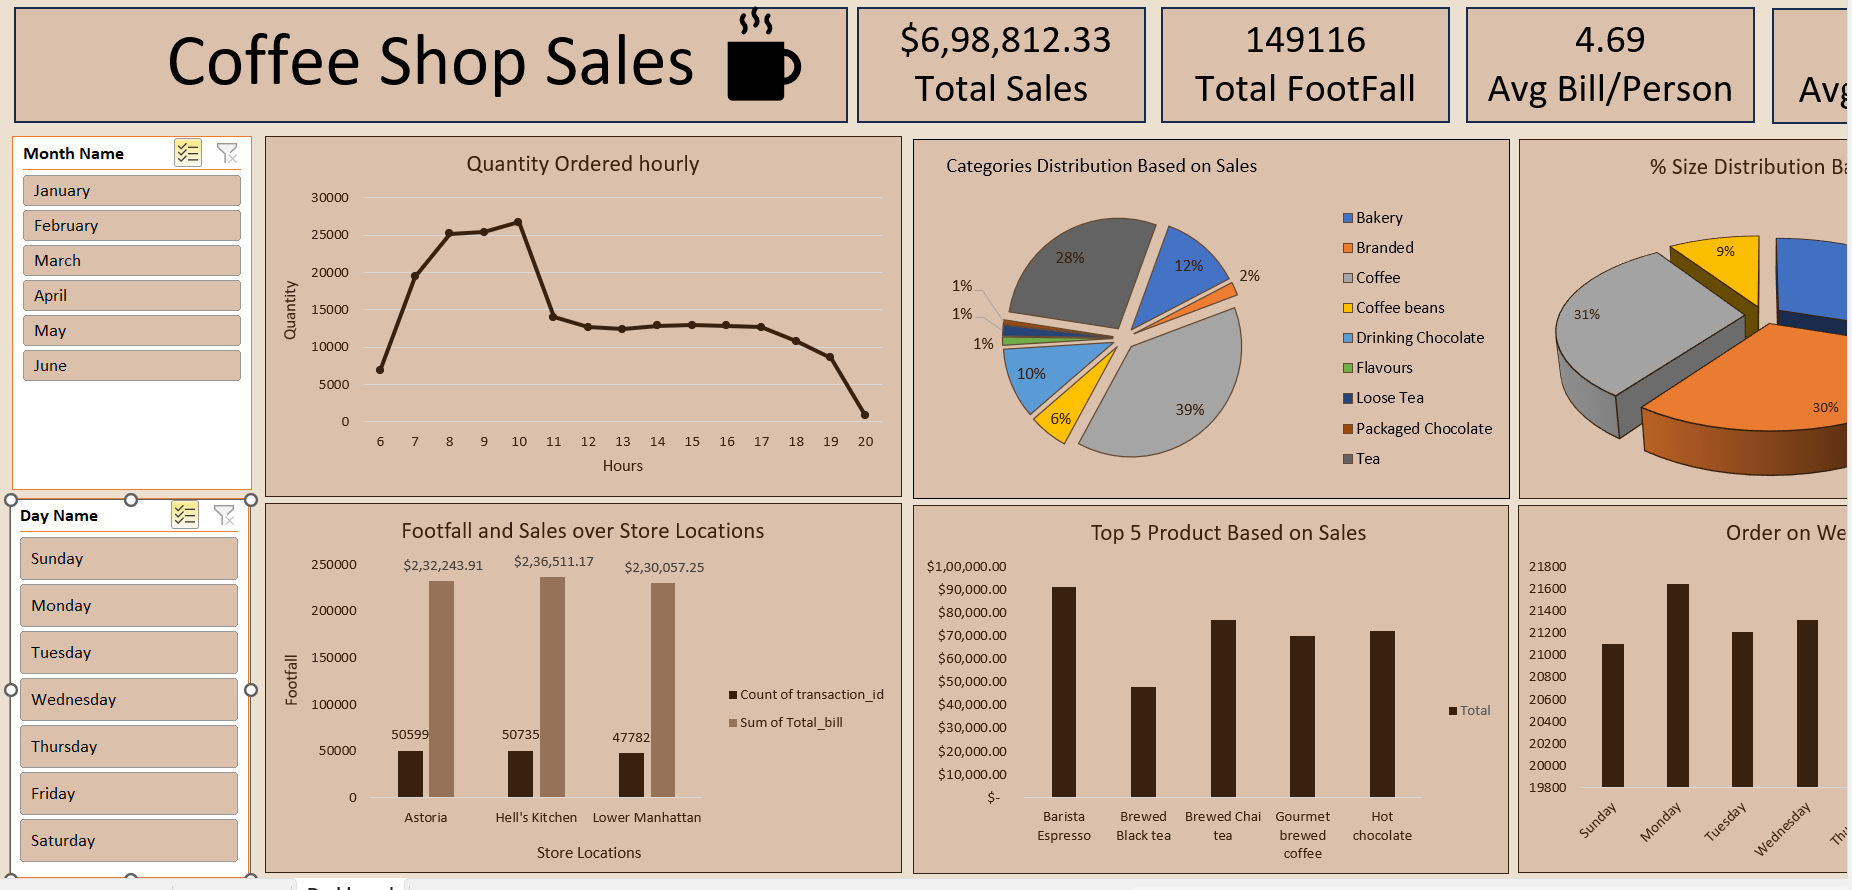 Coffee Shop Sales
$6,98,812.33
Total Sales
149116
Total FootFall
4.69
Avg Bill/Person
Month Name
January
February
March
April
May
June
Day Name
Sunday
Monday
Tuesday
Wednesday
Thursday
Friday
Saturday
Quantity Ordered hourly
Quantity
30000
25000
20000
15000
10000
5000
0
6 7 8 9 10 11 12 13 14 15 16 17 18 19 20
Hours
Categories Distribution Based on Sales
28%
12%
2%
1%
1%
1%
10%
6%
39%
Bakery
Branded
Coffee
Coffee beans
Drinking Chocolate
Flavours
Loose Tea
Packaged Chocolate
Tea
% Size Distribution
9%
31%
30%
Footfall and Sales over Store Locations
Footfall
250000
200000
150000
100000
50000
0
$2,32,243.91
$2,36,511.17
$2,30,057.25
50599
50735
47782
Astoria
Hell's Kitchen
Lower Manhattan
Store Locations
Count of transaction_id
Sum of Total_bill
Top 5 Product Based on Sales
$1,00,000.00
$90,000.00
$80,000.00
$70,000.00
$60,000.00
$50,000.00
$40,000.00
$30,000.00
$20,000.00
$10,000.00
$-
Barista
Espresso
Brewed
Black tea
Brewed Chai
tea
Gourmet
brewed
coffee
Hot
chocolate
Total
Order on
21800
21600
21400
21200
21000
20800
20600
20400
20200
20000
19800
Sunday
Monday
Tuesday
Wednesday